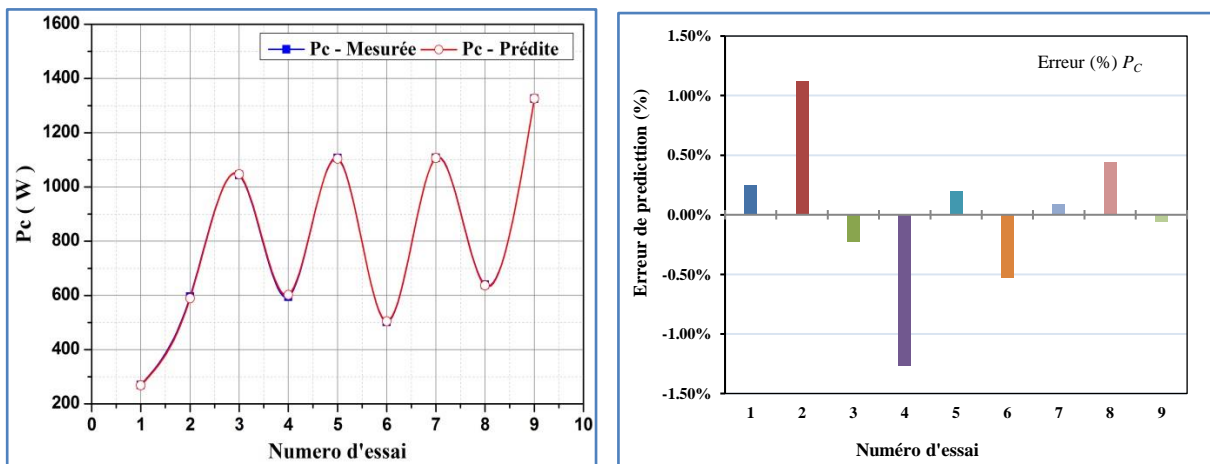 1600
1400
1200
1000
800
600
400
200
Pc ( W )
Pc - Mesurée
Pc - Prédite
0 1 2 3 4 5 6 7 8 9 10
Numero d'essai
1.50%
1.00%
0.50%
0.00%
-0.50%
-1.00%
-1.50%
Erreur de predicttion (%)
Erreur (%) PC
1 2 3 4 5 6 7 8 9
Numéro d'essai